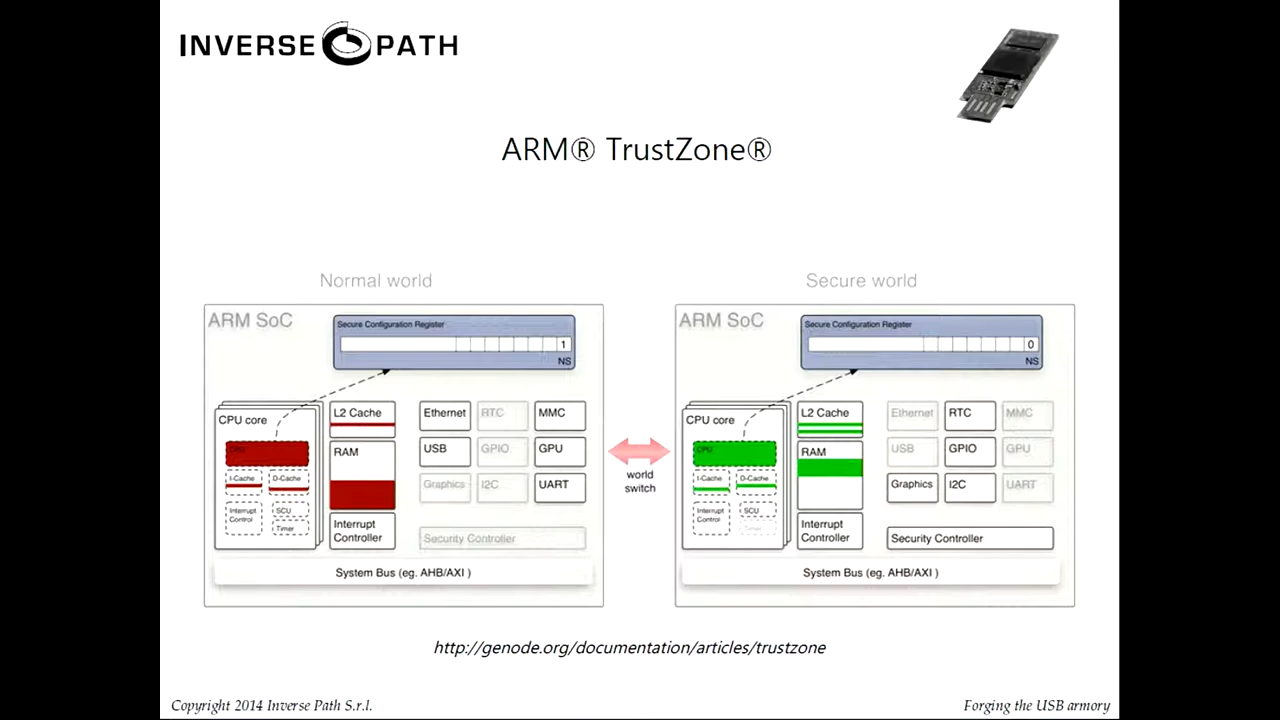 INVERSE PATH
ARM® TrustZone®
Normal world
ARM SoC
Secure Configuration Register
1
NS
CPU core
CPU
I-Cache
D-Cache
Interrupt
Control
SCU
Timer
L2 Cache
RAM
Interrupt
Controller
Ethernet
RTC
MMC
USB
GPIO
GPU
Graphics
I2C
UART
Security Controller
System Bus (eg. AHB/AXI )
world
switch
Secure world
ARM SoC
Secure Configuration Register
0
NS
CPU core
CPU
I-Cache
D-Cache
Interrupt
Control
SCU
Timer
L2 Cache
RAM
Interrupt
Controller
Ethernet
RTC
MMC
USB
GPIO
GPU
Graphics
I2C
UART
Security Controller
System Bus (eg. AHB/AXI )
http://genode.org/documentation/articles/trustzone
Copyright 2014 Inverse Path S.r.l.
Forging the USB armory